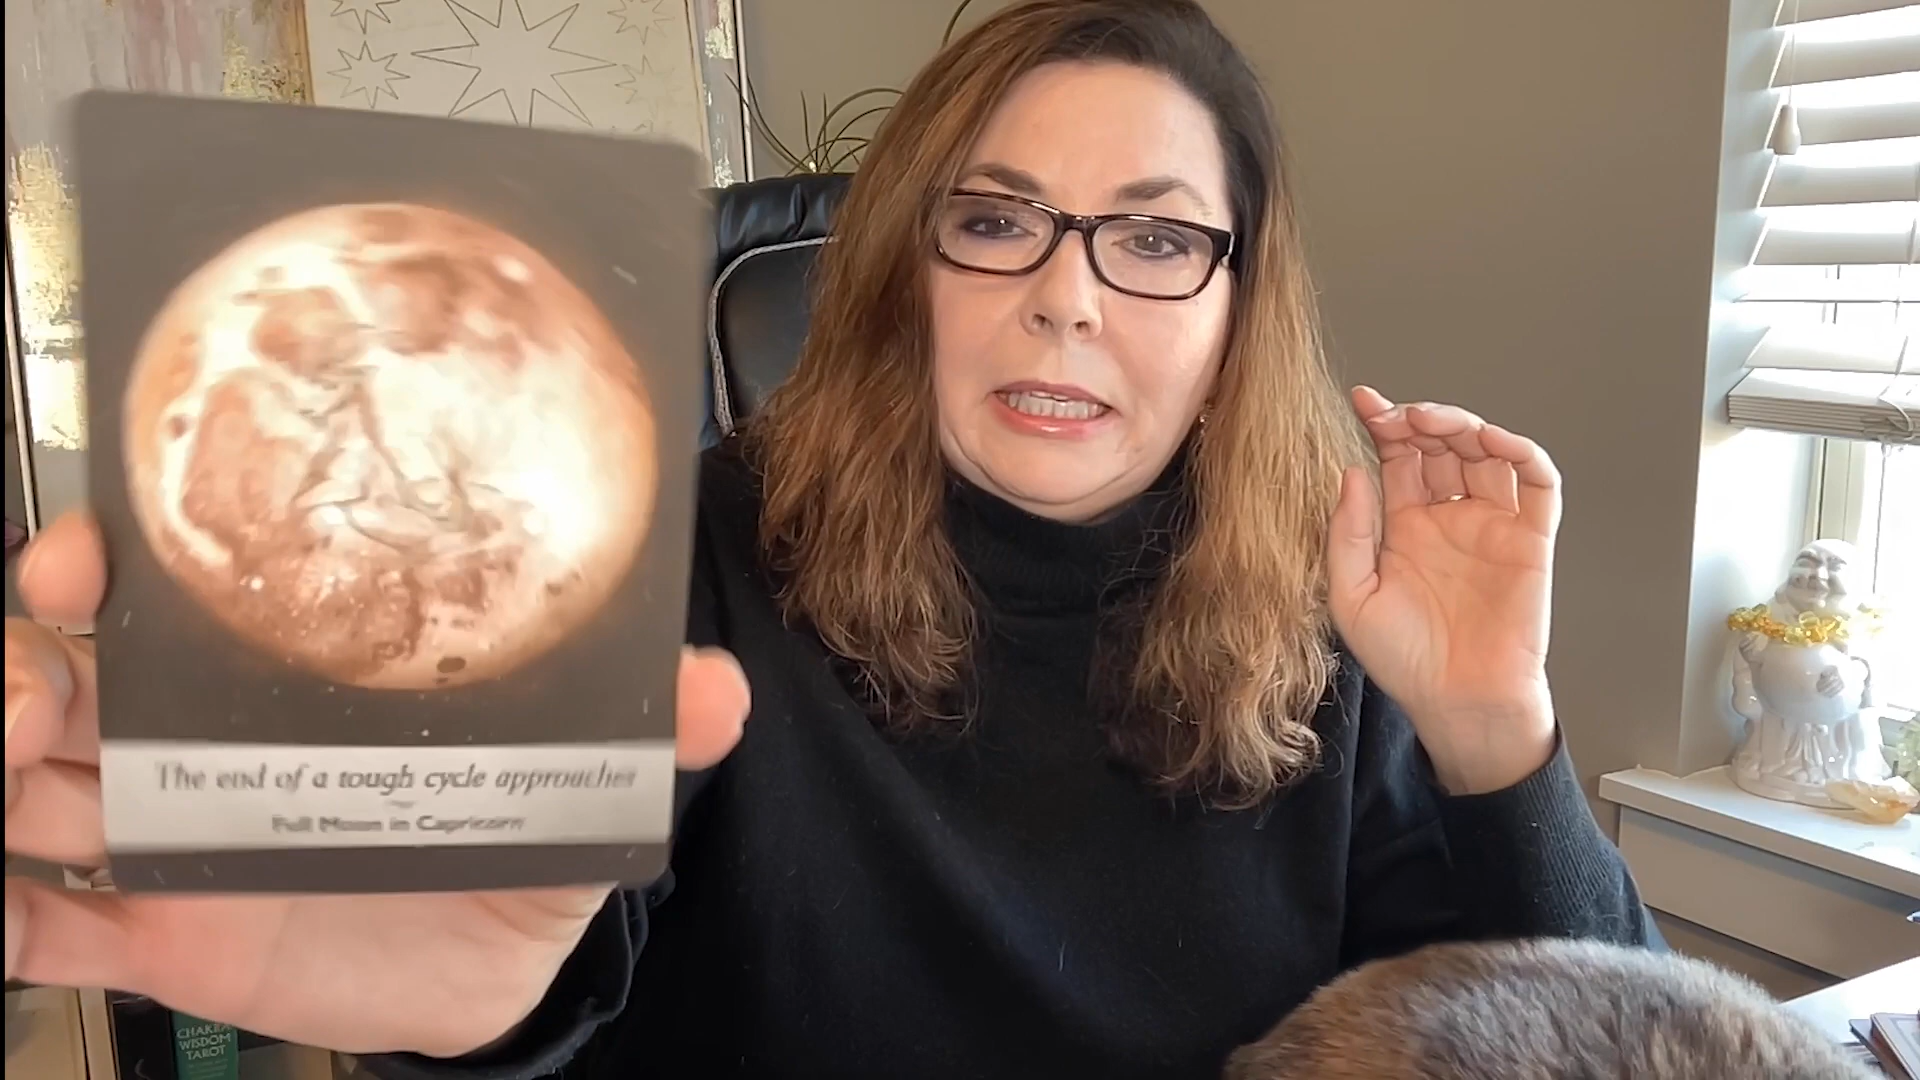 The end of a tough cycle approaches
Full Moon in Capricorn
CHAKRA
WISDOM
TAROT